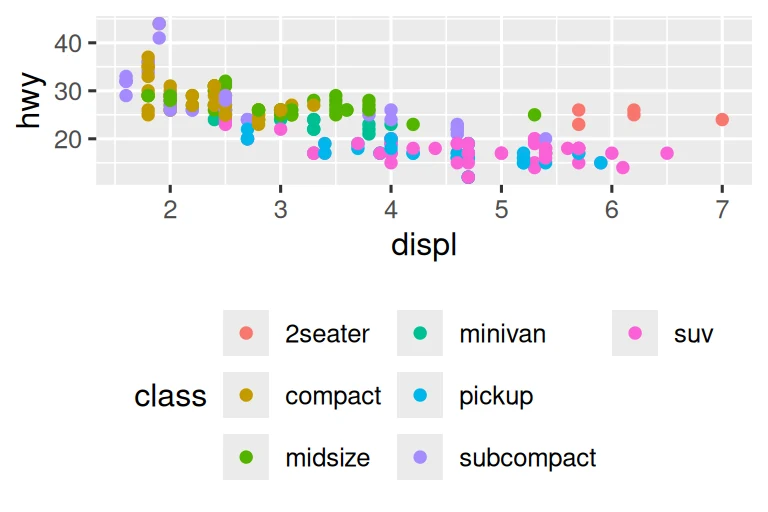 hwy
40
30
20
2 3 4 5 6 7
displ
class
2seater minivan suv
compact pickup
midsize subcompact